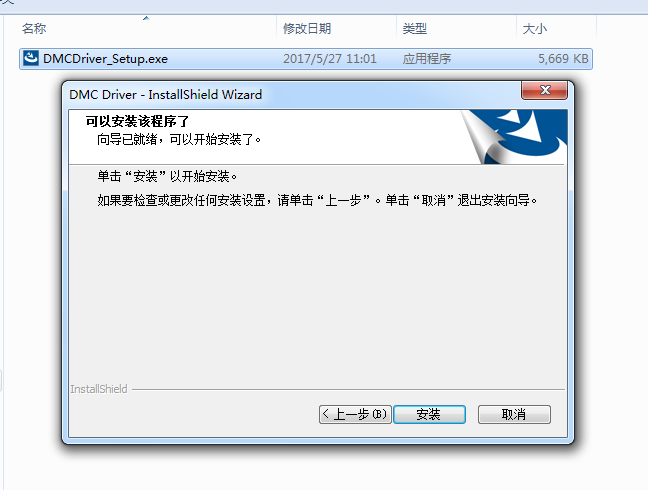 名称 修改日期 类型 大小
DMCDriver_Setup.exe 2017/5/27 11:01 应用程序 5,669 KB
DMC Driver - InstallShield Wizard
可以安装该程序了
向导已就绪，可以开始安装了。
单击“安装”以开始安装。
如果要检查或更改任何安装设置，请单击“上一步”。单击“取消”退出安装向导。
InstallShield
< 上一步(B) 安装 取消